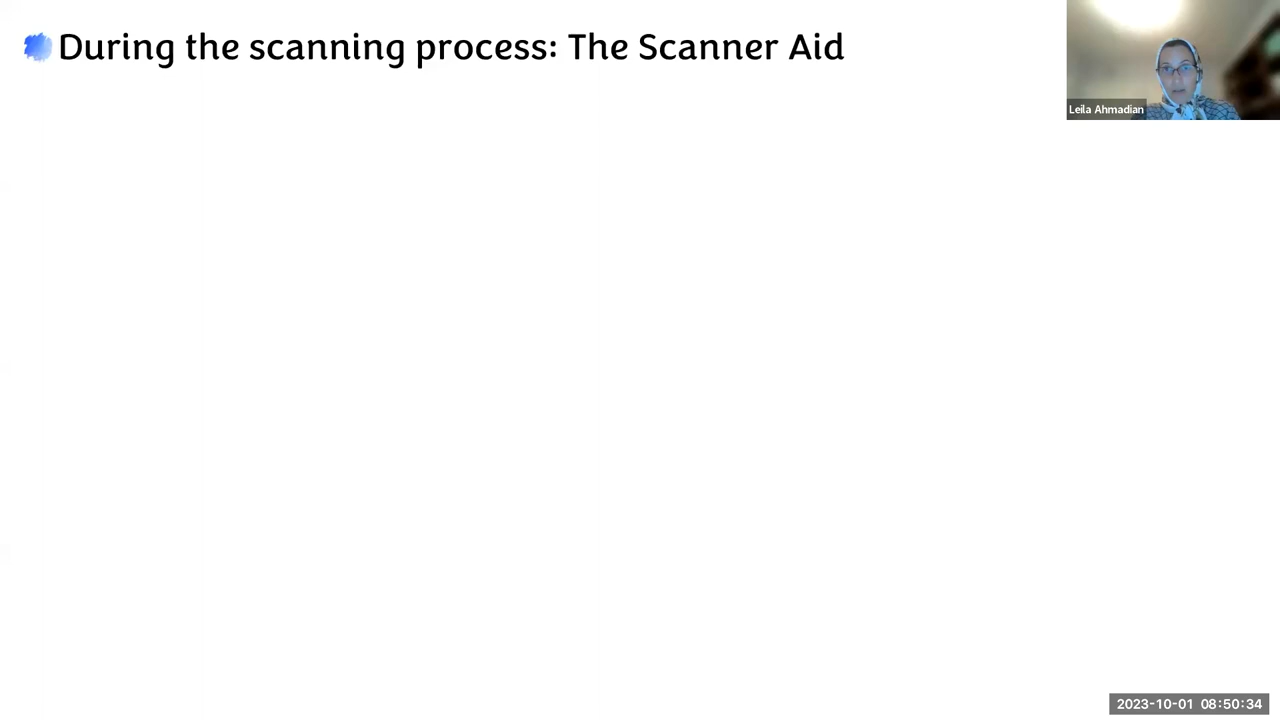 During the scanning process: The Scanner Aid
Leila Ahmadian
2023-10-01 08:50:34